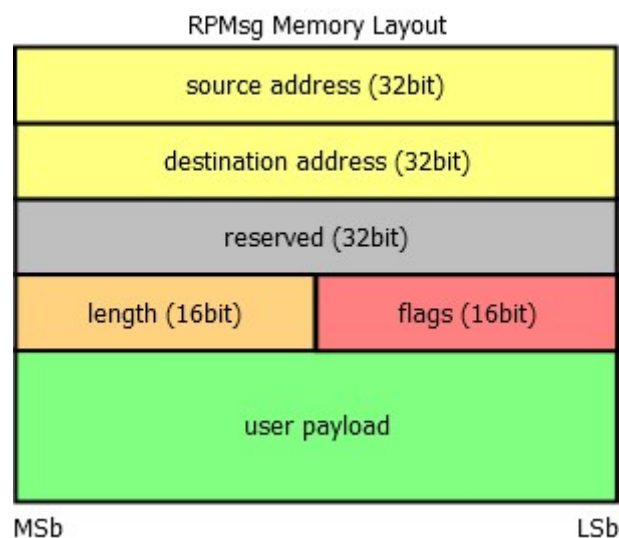 RPMsg Memory Layout
source address (32bit)
destination address (32bit)
reserved (32bit)
length (16bit) flags (16bit)
user payload
MSb LSb